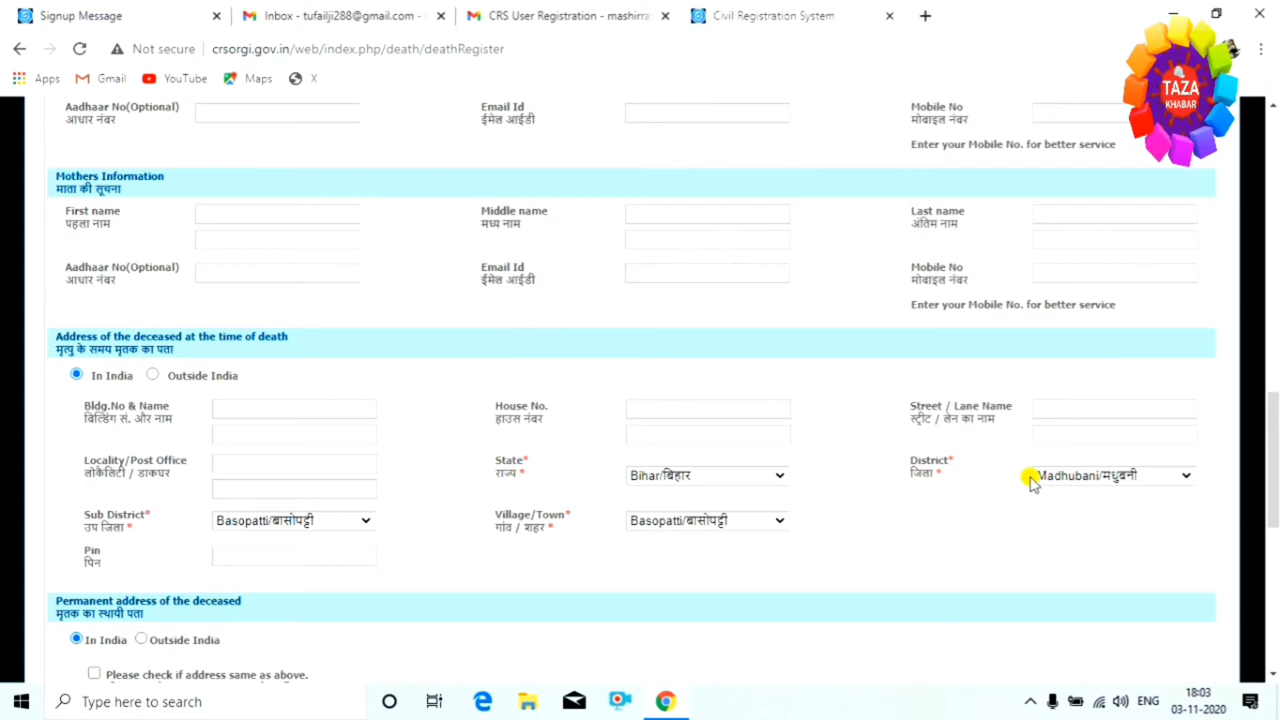 Signup Message
Inbox - tufailji288@gmail.com -
CRS User Registration - mashirra
Civil Registration System
Not secure
crsorgi.gov.in/web/index.php/death/deathRegister
Apps
Gmail
YouTube
Maps
X
TAZA
KHABAR
Aadhaar No(Optional)
आधार नंबर
Email Id
ईमेल आईडी
Mobile No
मोबाइल नंबर
Enter your Mobile No. for better service
Mothers Information
माता की सूचना
First name
पहला नाम
Middle name
मध्य नाम
Last name
अंतिम नाम
Aadhaar No(Optional)
आधार नंबर
Email Id
ईमेल आईडी
Mobile No
मोबाइल नंबर
Enter your Mobile No. for better service
Address of the deceased at the time of death
मृत्यु के समय मृतक का पता
In India
Outside India
Bldg.No & Name
बिल्डिंग सं. और नाम
House No.
हाउस नंबर
Street / Lane Name
स्ट्रीट / लेन का नाम
Locality/Post Office
लोकैलिटी / डाकघर
State*
राज्य *
Bihar/बिहार
District*
जिला *
Madhubani/मधुबनी
Sub District*
उप जिला *
Basopatti/बासोपट्टी
Village/Town*
गांव / शहर *
Basopatti/बासोपट्टी
Pin
पिन
Permanent address of the deceased
मृतक का स्थायी पता
In India
Outside India
Please check if address same as above.
Type here to search
ENG
18:03
03-11-2020